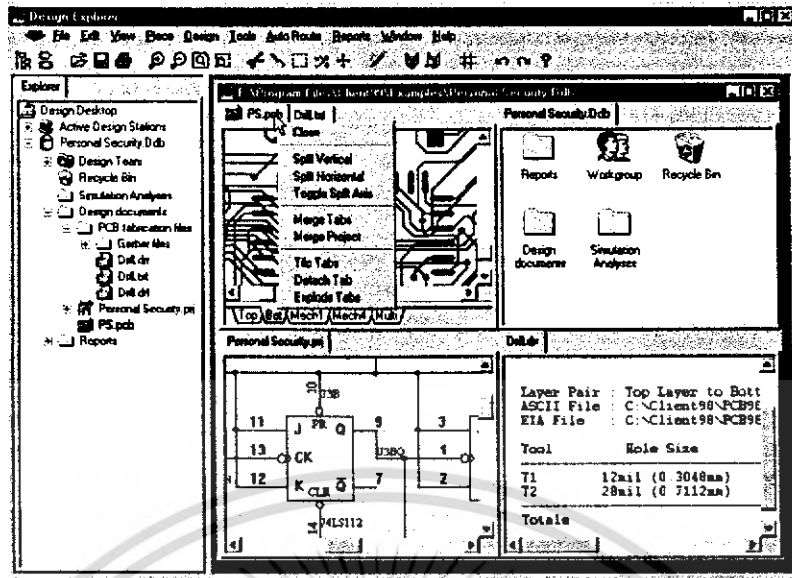 Design Explorer
File Edit View Place Design Tools Auto Route Reports Window Help
Explorer
Design Desktop
Active Design Stations
Personal Security.Ddb
Design Team
Recycle Bin
Simulation Analyses
Design documents
PCB fabrication files
Gerber files
Drill.drr
Drill.txt
Drill.drl
Personal Security.prj
PS.pcb
Reports
PS.pcb Drill.txt
Close
Split Vertical
Split Horizontal
Toggle Split Axis
Merge Tabs
Merge Project
Tile Tabs
Detach Tab
Explode Tabs
Top Bot Mech1 Mech4 Multi
Personal Security.Ddb
Reports Workgroup Recycle Bin
Design documents
Simulation Analyses
Personal Security.prj
10 U3B
11 J PR Q 9 3
13 CK U3BQ 1
12 K CLR Q 7 2
14 74LS112
Drill.drr
Layer Pair : Top Layer to Bott
ASCII File : C:\Client98\PCB98
EIA File : C:\Client98\PCB98
Tool Hole Size
T1 12mil (0.3048mm)
T2 28mil (0.7112mm)
Totals